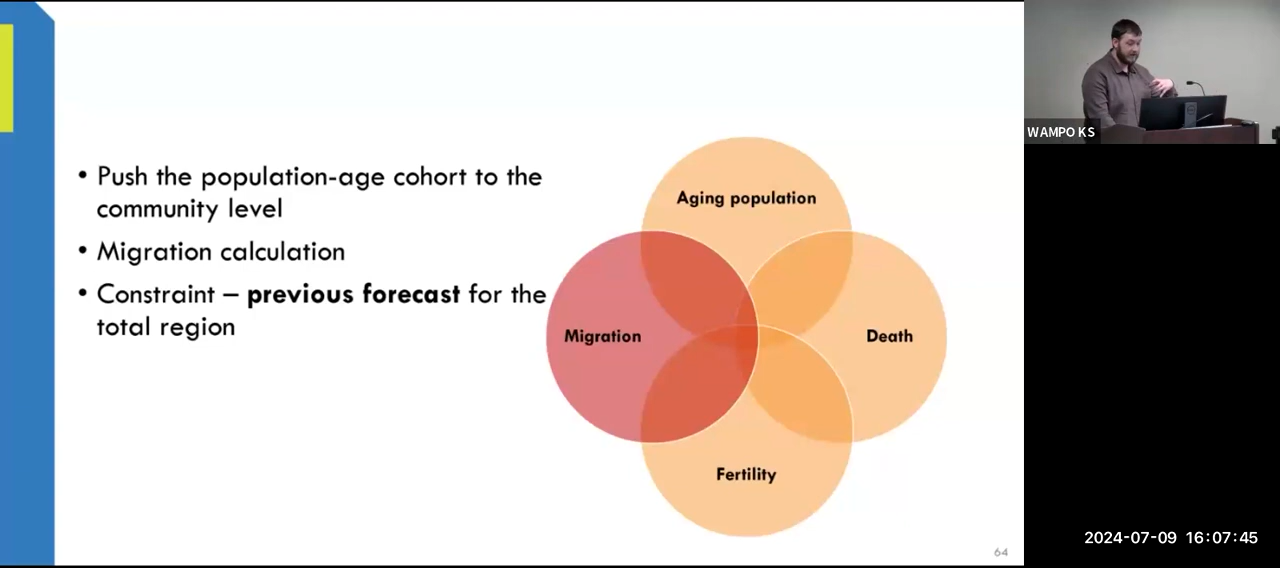 • Push the population-age cohort to the
community level
• Migration calculation
• Constraint – previous forecast for the
total region
Aging population
Migration
Death
Fertility
64
WAMPO KS
2024-07-09 16:07:45